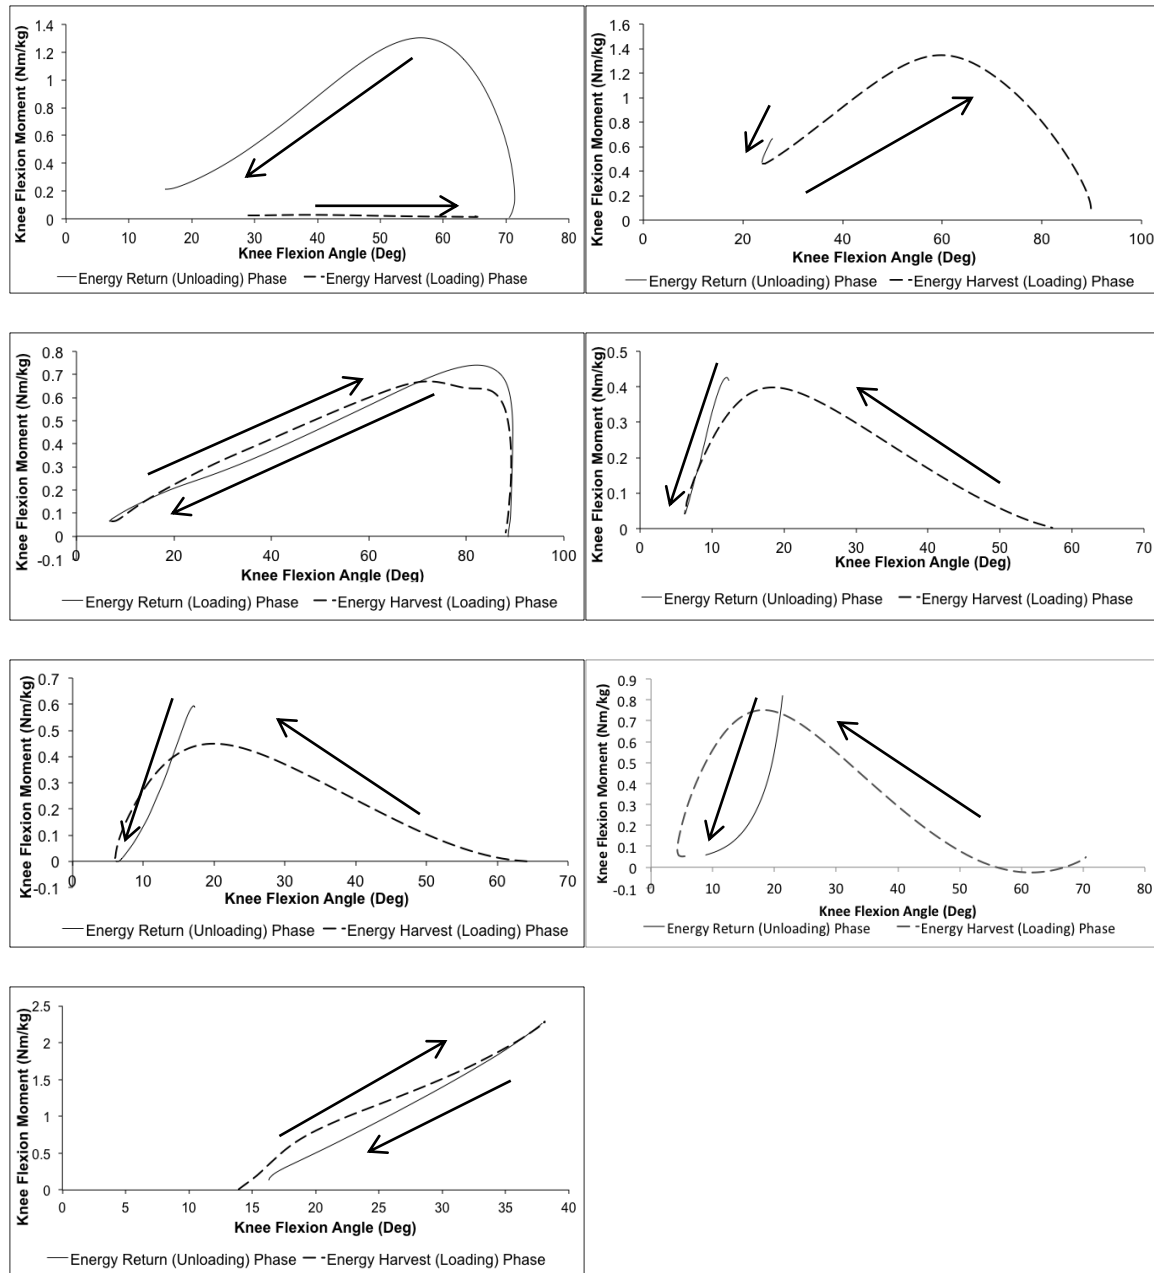 Knee Flexion Moment (Nm/kg)
1.4
1.2
1
0.8
0.6
0.4
0.2
0
0 10 20 30 40 50 60 70 80
Knee Flexion Angle (Deg)
Energy Return (Unloading) Phase Energy Harvest (Loading) Phase
Knee Flexion Moment (Nm/kg)
1.6
1.4
1.2
1
0.8
0.6
0.4
0.2
0
0 20 40 60 80 100
Knee Flexion Angle (Deg)
Energy Return (Unloading) Phase Energy Harvest (Loading) Phase
Knee Flexion Moment (Nm/kg)
0.8
0.7
0.6
0.5
0.4
0.3
0.2
0.1
0
-0.1
0 20 40 60 80 100
Knee Flexion Angle (Deg)
Energy Return (Loading) Phase Energy Harvest (Loading) Phase
Knee Flexion Moment (Nm/kg)
0.5
0.4
0.3
0.2
0.1
0
0 10 20 30 40 50 60 70
Knee Flexion Angle (Deg)
Energy Return (Unloading) Phase Energy Harvest (Loading) Phase
Knee Flexion Moment (Nm/kg)
0.7
0.6
0.5
0.4
0.3
0.2
0.1
0
-0.1
0 10 20 30 40 50 60 70
Knee Flexion Angle (Deg)
Energy Return (Unloading) Phase Energy Harvest (Loading) Phase
Knee Flexion Moment (Nm/kg)
0.9
0.8
0.7
0.6
0.5
0.4
0.3
0.2
0.1
0
-0.1
0 10 20 30 40 50 60 70 80
Knee Flexion Angle (Deg)
Energy Return (Unloading) Phase Energy Harvest (Loading) Phase
Knee Flexion Moment (Nm/kg)
2.5
2
1.5
1
0.5
0
0 5 10 15 20 25 30 35 40
Knee Flexion Angle (Deg)
Energy Return (Unloading) Phase Energy Harvest (Loading) Phase